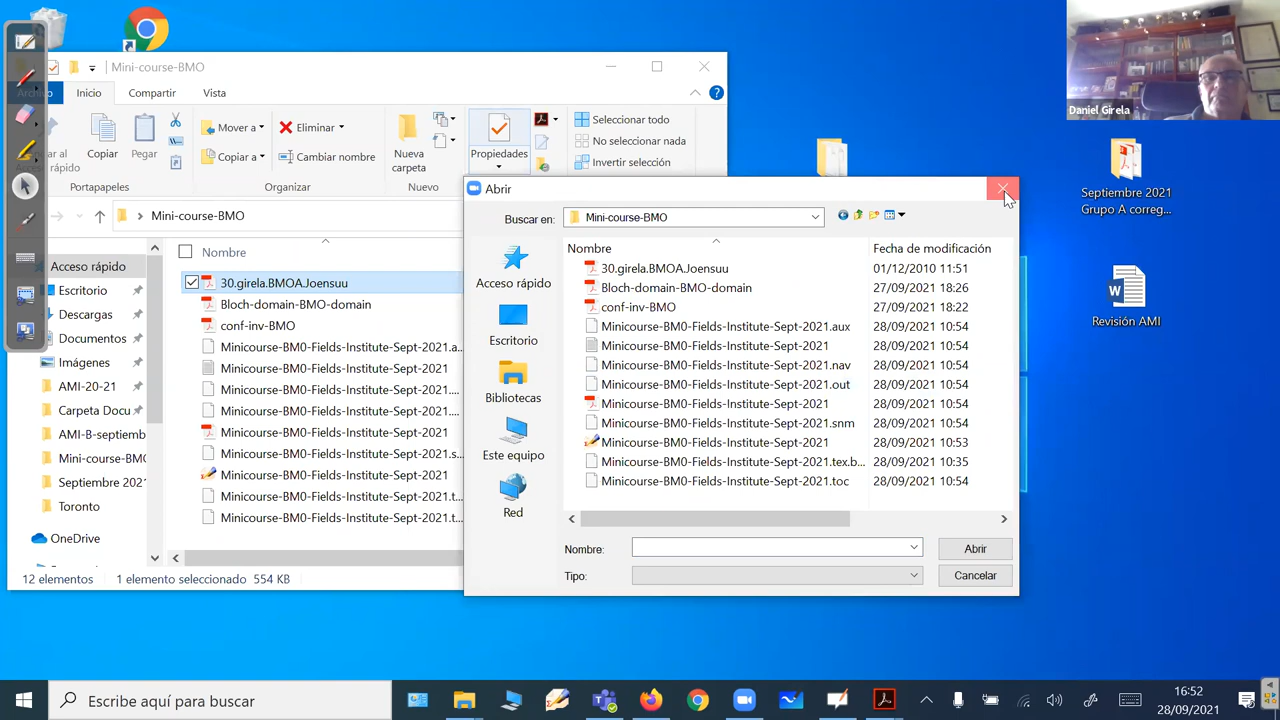 Mini-course-BMO
Inicio
Compartir
Vista
Copiar
Pegar
Mover a
Copiar a
Eliminar
Cambiar nombre
Nueva
carpeta
Propiedades
Seleccionar todo
No seleccionar nada
Invertir selección
Portapapeles
Organizar
Nuevo
Mini-course-BMO
Acceso rápido
Escritorio
Descargas
Documentos
Imágenes
AMI-20-21
Carpeta Docu
AMI-B-septiemb
Mini-course-BMO
Septiembre 202
Toronto
OneDrive
Nombre
30.girela.BMOA.Joensuu
Bloch-domain-BMO-domain
conf-inv-BMO
Minicourse-BM0-Fields-Institute-Sept-2021.a...
Minicourse-BM0-Fields-Institute-Sept-2021
Minicourse-BM0-Fields-Institute-Sept-2021....
Minicourse-BM0-Fields-Institute-Sept-2021....
Minicourse-BM0-Fields-Institute-Sept-2021
Minicourse-BM0-Fields-Institute-Sept-2021.s...
Minicourse-BM0-Fields-Institute-Sept-2021
Minicourse-BM0-Fields-Institute-Sept-2021.t...
Minicourse-BM0-Fields-Institute-Sept-2021.t...
12 elementos 1 elemento seleccionado 554 KB
Abrir
Buscar en: Mini-course-BMO
Acceso rápido
Escritorio
Bibliotecas
Este equipo
Red
Nombre Fecha de modificación
30.girela.BMOA.Joensuu 01/12/2010 11:51
Bloch-domain-BMO-domain 27/09/2021 18:26
conf-inv-BMO 27/09/2021 18:22
Minicourse-BM0-Fields-Institute-Sept-2021.aux 28/09/2021 10:54
Minicourse-BM0-Fields-Institute-Sept-2021 28/09/2021 10:54
Minicourse-BM0-Fields-Institute-Sept-2021.nav 28/09/2021 10:54
Minicourse-BM0-Fields-Institute-Sept-2021.out 28/09/2021 10:54
Minicourse-BM0-Fields-Institute-Sept-2021 28/09/2021 10:54
Minicourse-BM0-Fields-Institute-Sept-2021.snm 28/09/2021 10:54
Minicourse-BM0-Fields-Institute-Sept-2021 28/09/2021 10:53
Minicourse-BM0-Fields-Institute-Sept-2021.tex.b... 28/09/2021 10:35
Minicourse-BM0-Fields-Institute-Sept-2021.toc 28/09/2021 10:54
Nombre:
Abrir
Tipo:
Cancelar
Daniel Girela
Septiembre 2021
Grupo A correg...
Revisión AMI
Escribe aquí para buscar
16:52
28/09/2021